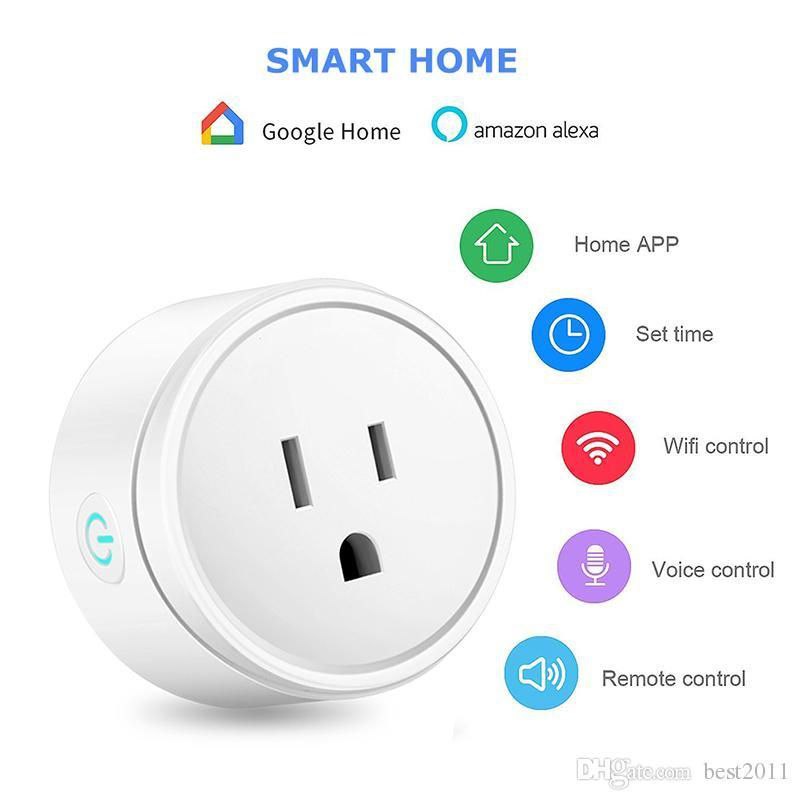 SMART HOME
Google Home
amazon alexa
Home APP
Set time
Wifi control
Voice control
Remote control
DHgate.com best2011